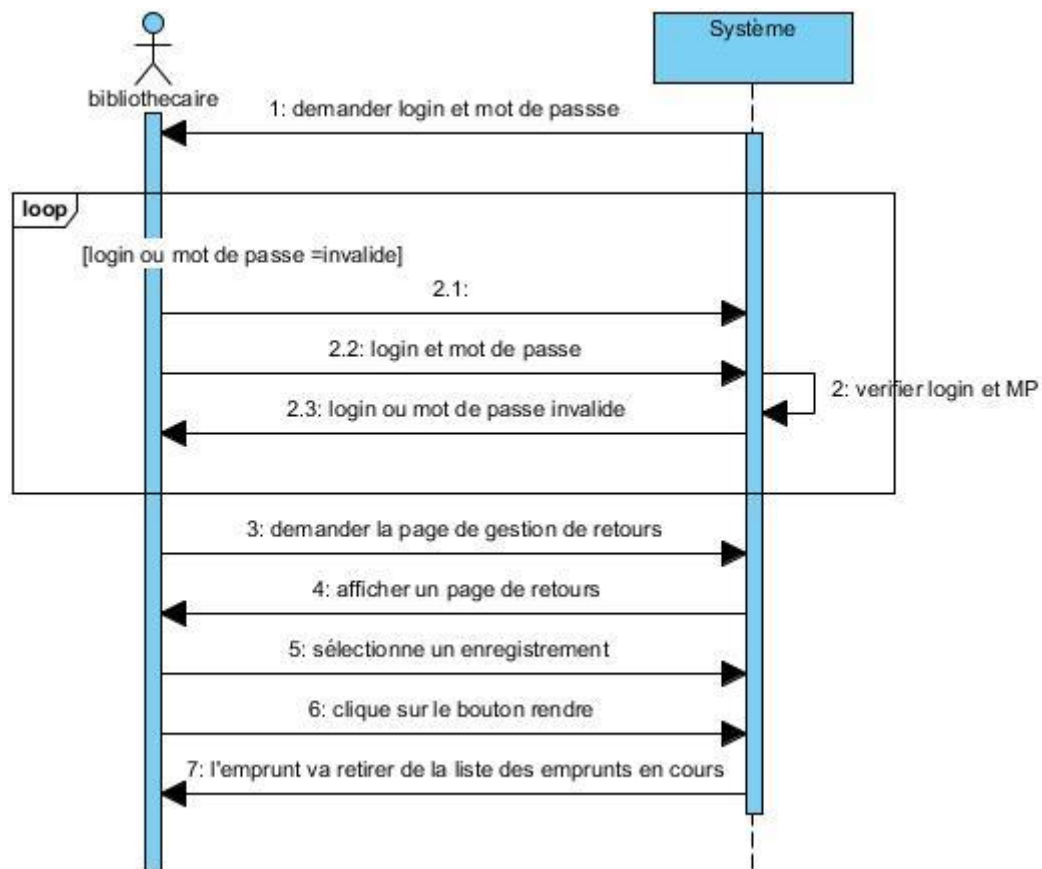 Système
bibliothecaire
1: demander login et mot de passse
loop
[login ou mot de passe =invalide]
2.1:
2.2: login et mot de passe
2: verifier login et MP
2.3: login ou mot de passe invalide
3: demander la page de gestion de retours
4: afficher un page de retours
5: sélectionne un enregistrement
6: clique sur le bouton rendre
7: l'emprunt va retirer de la liste des emprunts en cours